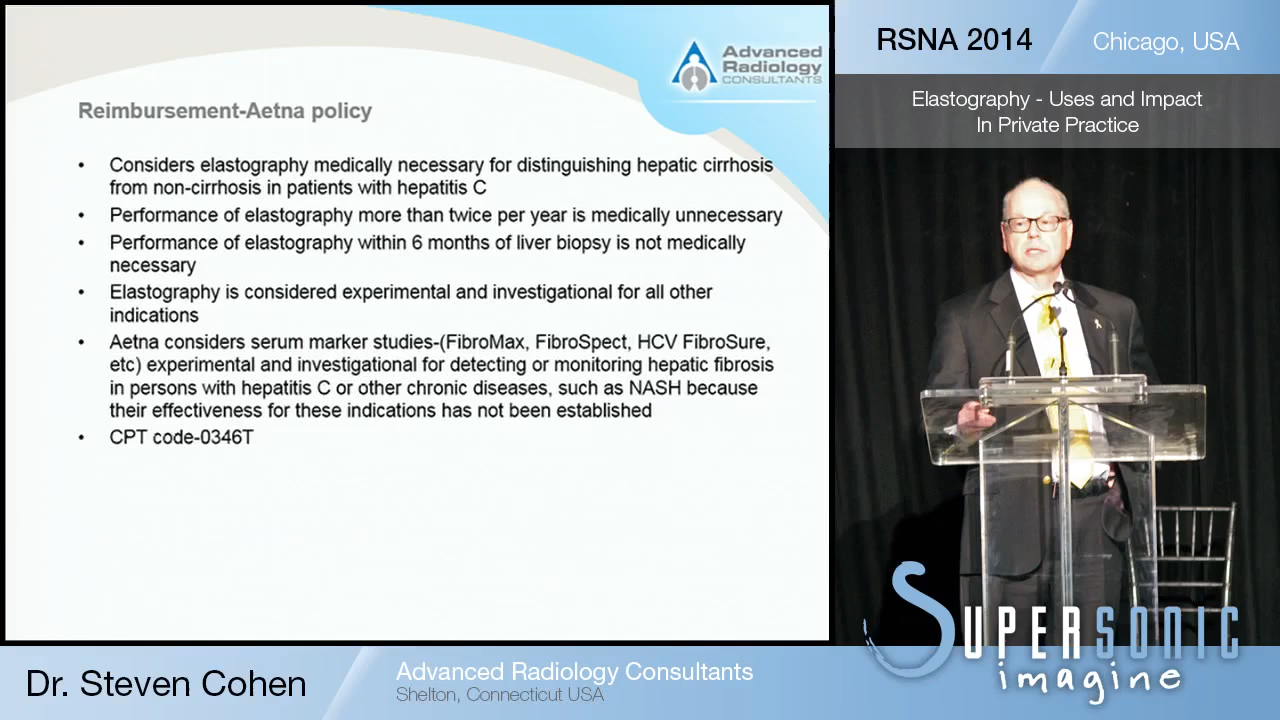 Advanced
Radiology
CONSULTANTS
Reimbursement-Aetna policy
• Considers elastography medically necessary for distinguishing hepatic cirrhosis
from non-cirrhosis in patients with hepatitis C
• Performance of elastography more than twice per year is medically unnecessary
• Performance of elastography within 6 months of liver biopsy is not medically
necessary
• Elastography is considered experimental and investigational for all other
indications
• Aetna considers serum marker studies-(FibroMax, FibroSpect, HCV FibroSure,
etc) experimental and investigational for detecting or monitoring hepatic fibrosis
in persons with hepatitis C or other chronic diseases, such as NASH because
their effectiveness for these indications has not been established
• CPT code-0346T
RSNA 2014 Chicago, USA
Elastography - Uses and Impact
In Private Practice
SUPERSONIC
imagine
Dr. Steven Cohen
Advanced Radiology Consultants
Shelton, Connecticut USA